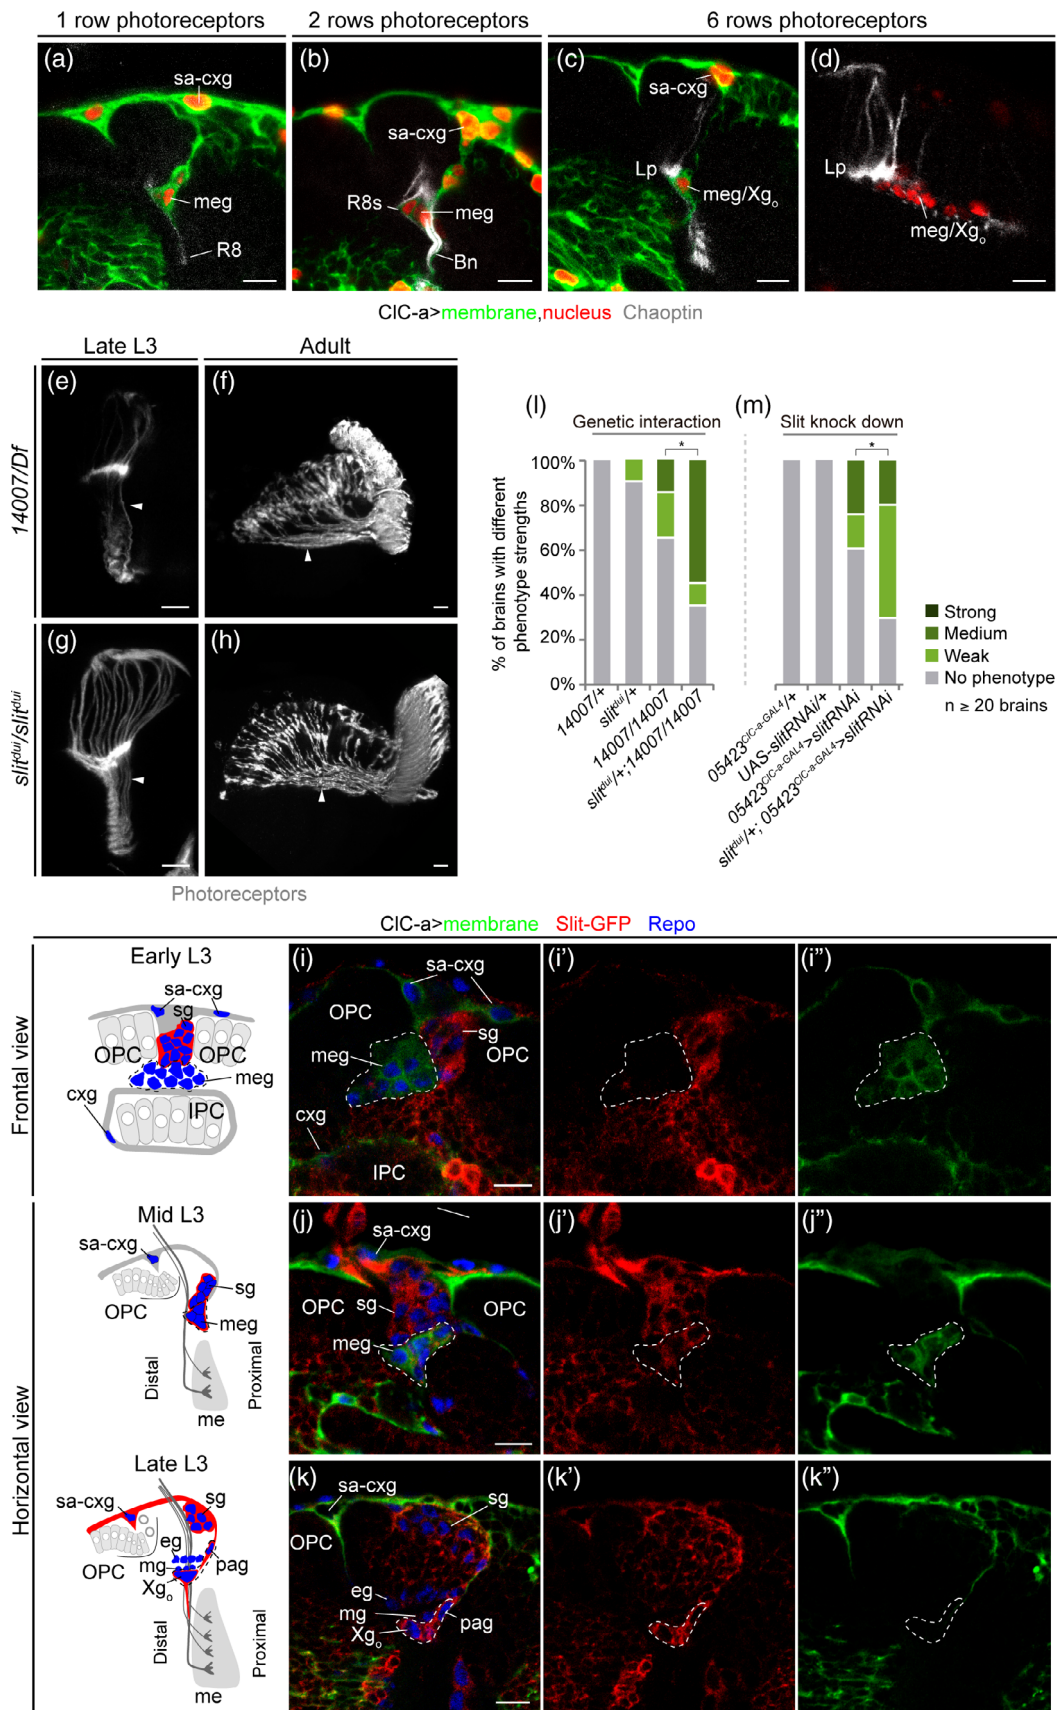 1 row photoreceptors
2 rows photoreceptors
6 rows photoreceptors
(a)
sa-cxg
meg
R8
(b)
sa-cxg
R8s
meg
Bn
(c)
sa-cxg
Lp
meg/Xgo
(d)
Lp
meg/Xgo
ClC-a>membrane,nucleus Chaoptin
Late L3
Adult
14007/Df
(e)
(f)
slitdui/slitdui
(g)
(h)
Photoreceptors
(l)
Genetic interaction
(m)
Slit knock down
*
*
% of brains with different
phenotype strengths
100%
80%
60%
40%
20%
0%
14007/+
slitdui/+
14007/14007
slitdui/+;14007/14007
05423ClC-a-GAL4/+
UAS-slitRNAi/+
05423ClC-a-GAL4>slitRNAi
slitdui/+; 05423ClC-a-GAL4>slitRNAi
Strong
Medium
Weak
No phenotype
n ≥ 20 brains
ClC-a>membrane Slit-GFP Repo
Frontal view
Early L3
sa-cxg
sg
OPC
OPC
meg
cxg
IPC
(i)
sa-cxg
OPC
sg
OPC
meg
cxg
IPC
(i’)
(i”)
Horizontal view
Mid L3
sa-cxg
sg
OPC
meg
Distal
Proximal
me
(j)
sa-cxg
OPC
sg
OPC
meg
(j’)
(j”)
Late L3
sa-cxg
sg
eg
OPC
mg
pag
Xgo
Distal
Proximal
me
(k)
sa-cxg
sg
OPC
eg
mg
pag
Xgo
(k’)
(k”)